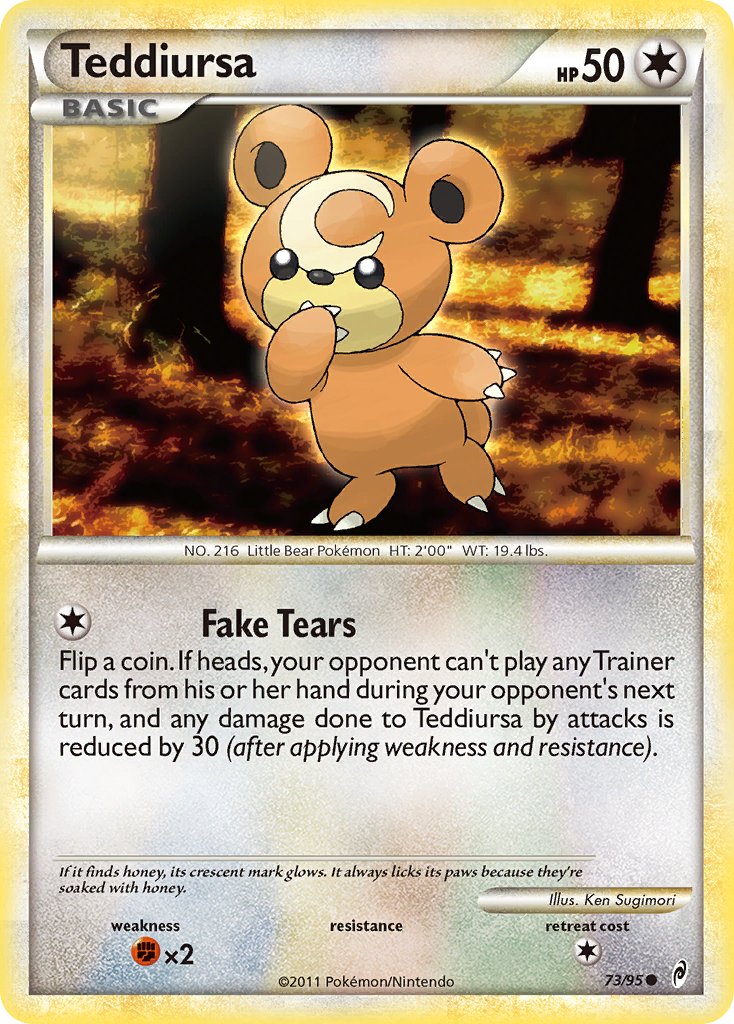 Teddiursa
HP 50
BASIC
NO. 216 Little Bear Pokémon HT: 2'00" WT: 19.4 lbs.
Fake Tears
Flip a coin. If heads, your opponent can't play any Trainer
cards from his or her hand during your opponent's next
turn, and any damage done to Teddiursa by attacks is
reduced by 30 (after applying weakness and resistance).
If it finds honey, its crescent mark glows. It always licks its paws because they're
soaked with honey.
Illus. Ken Sugimori
weakness
resistance
retreat cost
×2
©2011 Pokémon/Nintendo
73/95